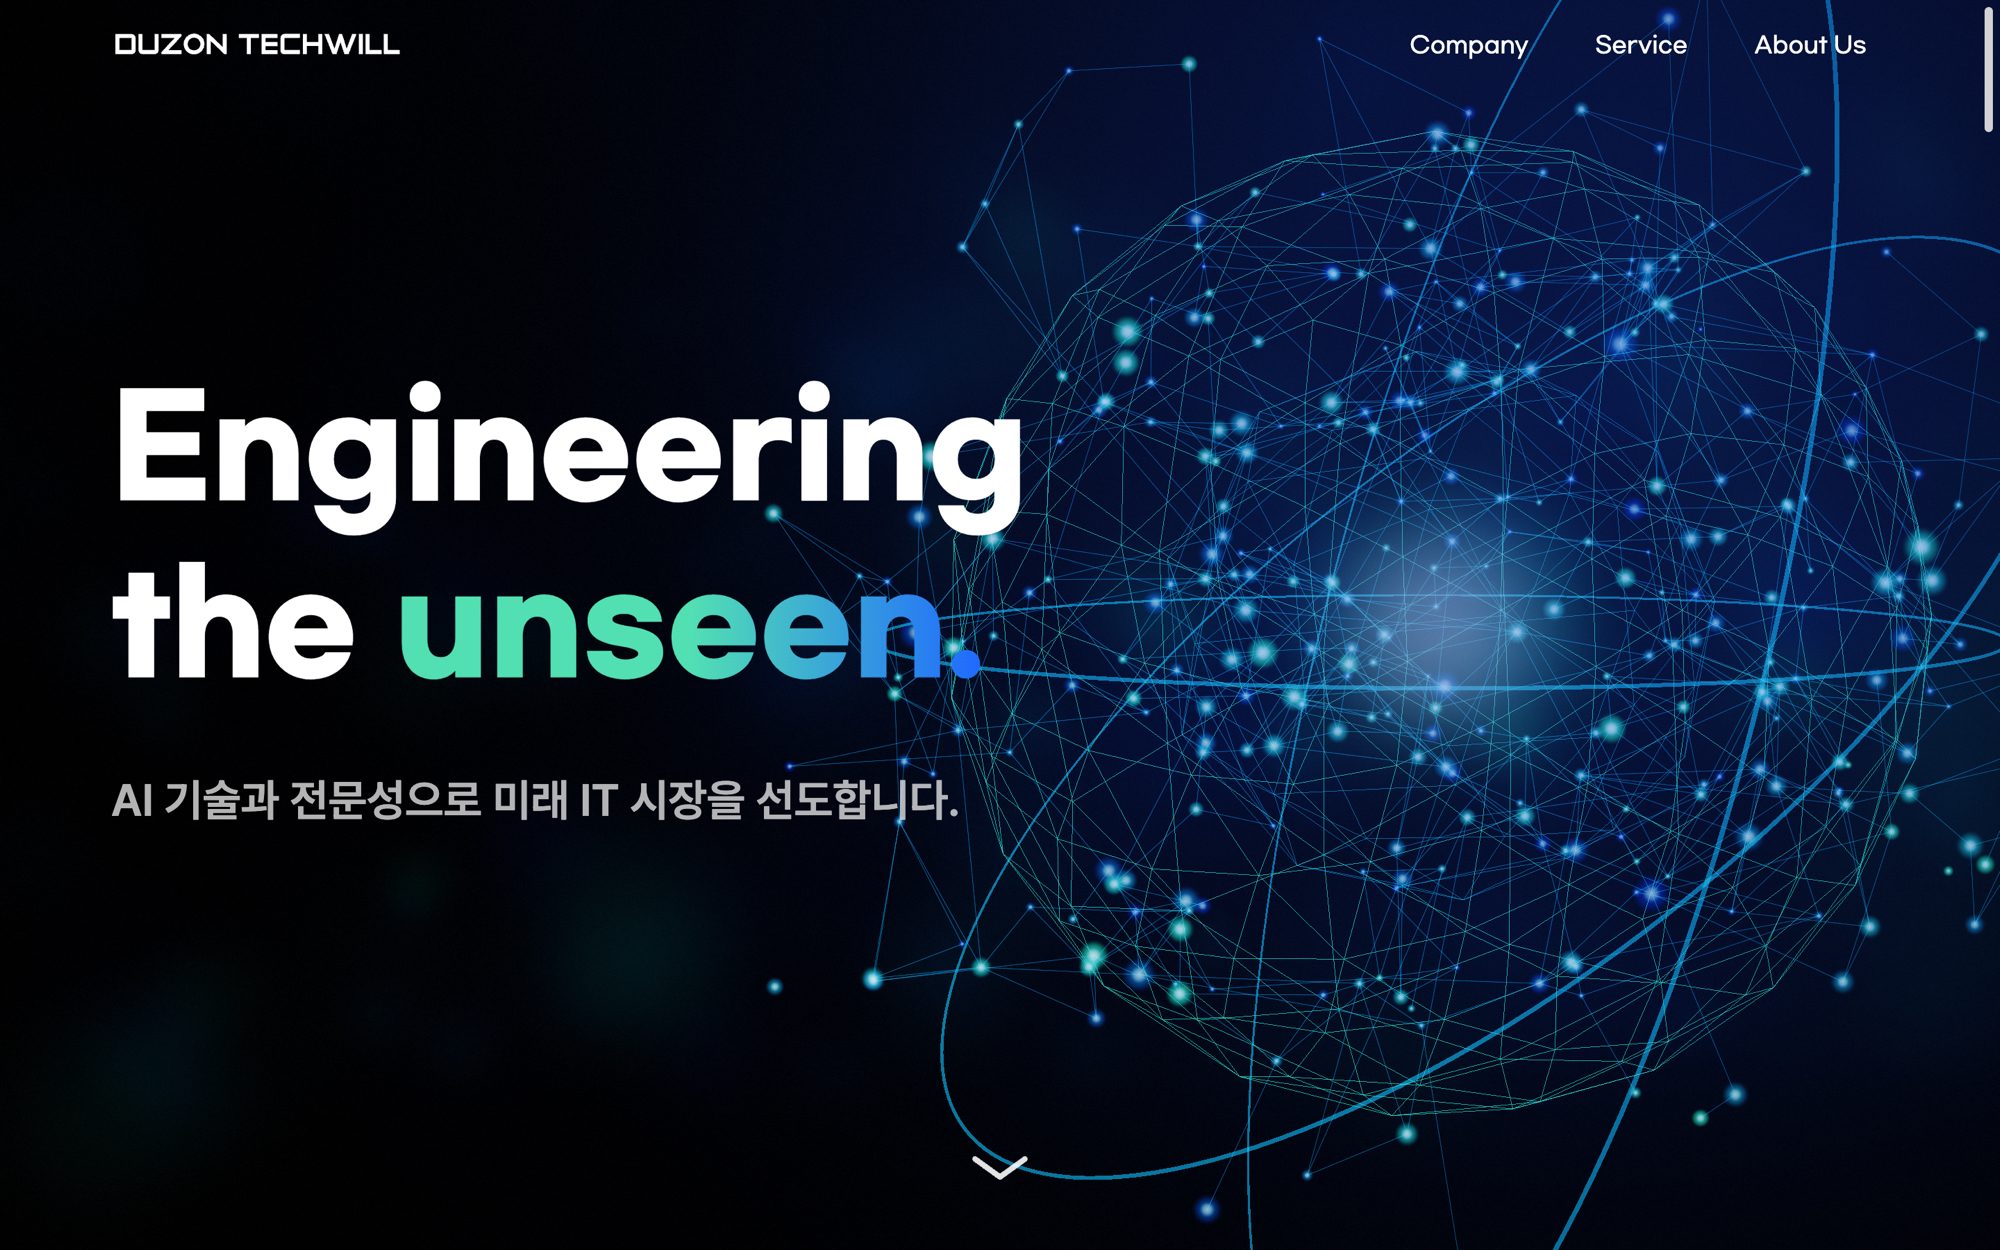 DUZON TECHWILL
Company
Service
About Us
Engineering
the unseen.
AI 기술과 전문성으로 미래 IT 시장을 선도합니다.